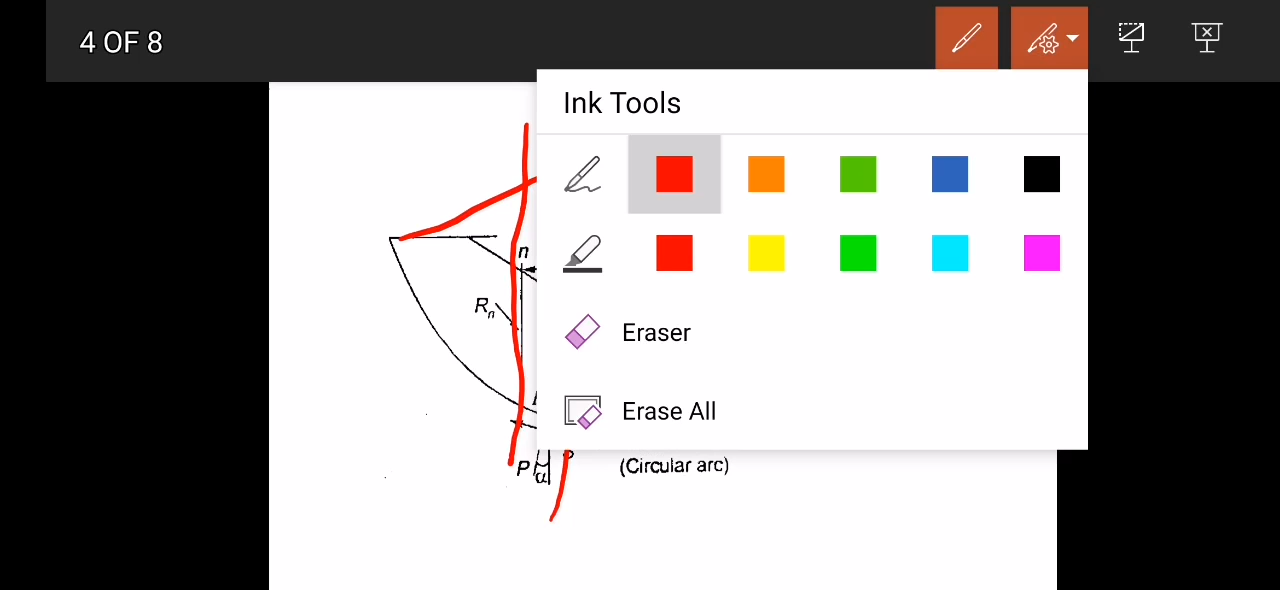 4 OF 8
Ink Tools
n
Rn
Eraser
Erase All
P
α
(Circular arc)